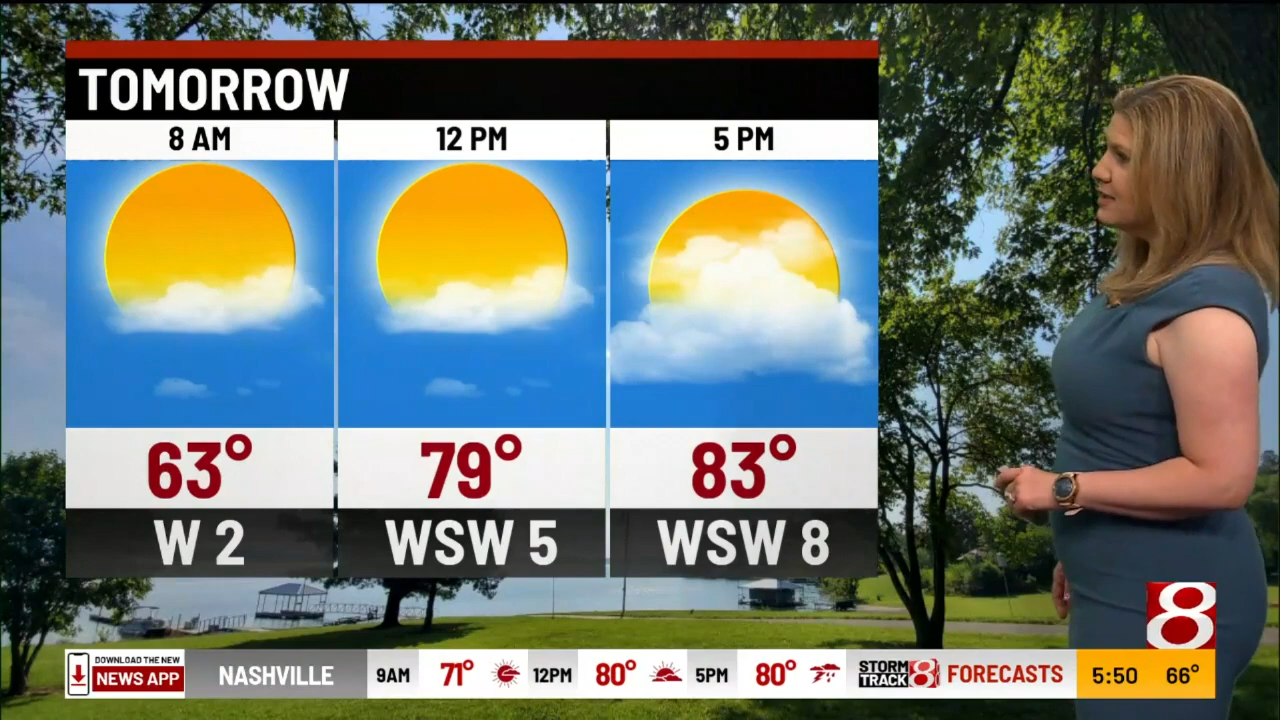 TOMORROW
8 AM
12 PM
5 PM
63°
79°
83°
W 2
WSW 5
WSW 8
8
DOWNLOAD THE NEW
NEWS APP
NASHVILLE
9AM 71°
12PM 80°
5PM 80°
STORM
TRACK 8
FORECASTS
5:50 66°